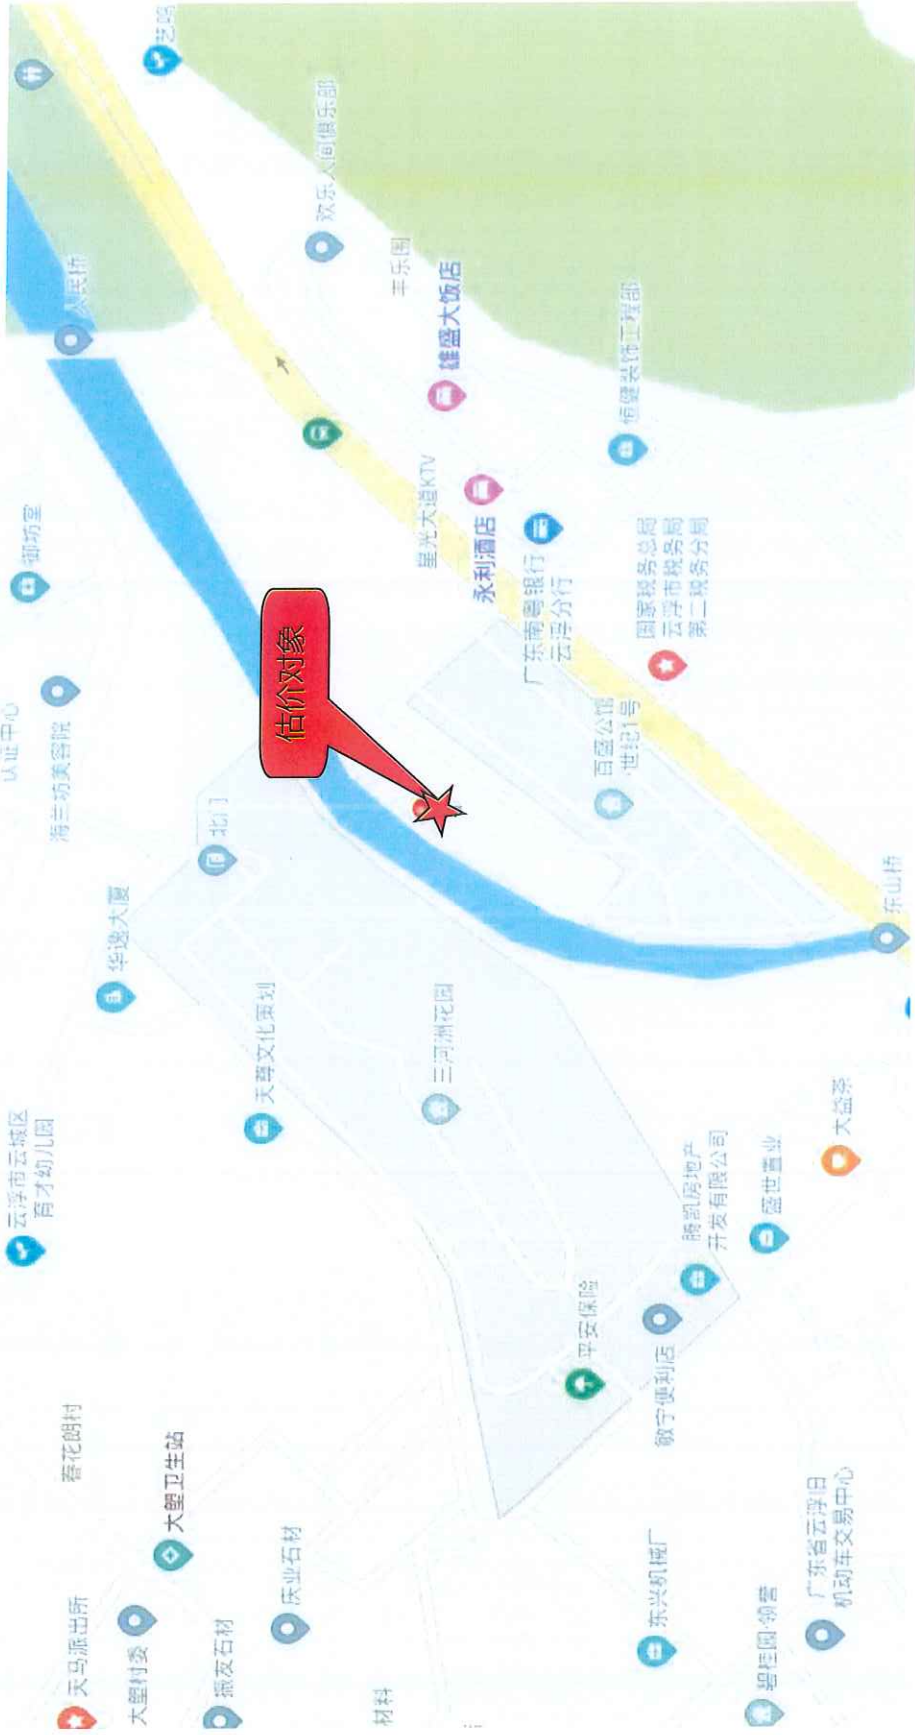 天马派出所
春花朗村
云浮市云城区
育才幼儿园
认证中心
御坊堂
海兰坊美容院
人民桥
艺鸣
大塱村委
大塱卫生站
华逸大厦
振友石材
北门
庆业石材
天尊文化策划
估价对象
欢乐人间俱乐部
材料
三河洲花园
星光大道KTV
丰乐围
雄盛大饭店
永利酒店
平安保险
广东南粤银行
云浮分行
百盛公馆
·世纪1号
恒健装饰工程部
东兴机械厂
敏宁便利店
国家税务总局
云浮市税务局
第二税务分局
腾凯房地产
开发有限公司
碧桂园·领誉
盛世置业
广东省云浮旧
机动车交易中心
大益茶
东山桥